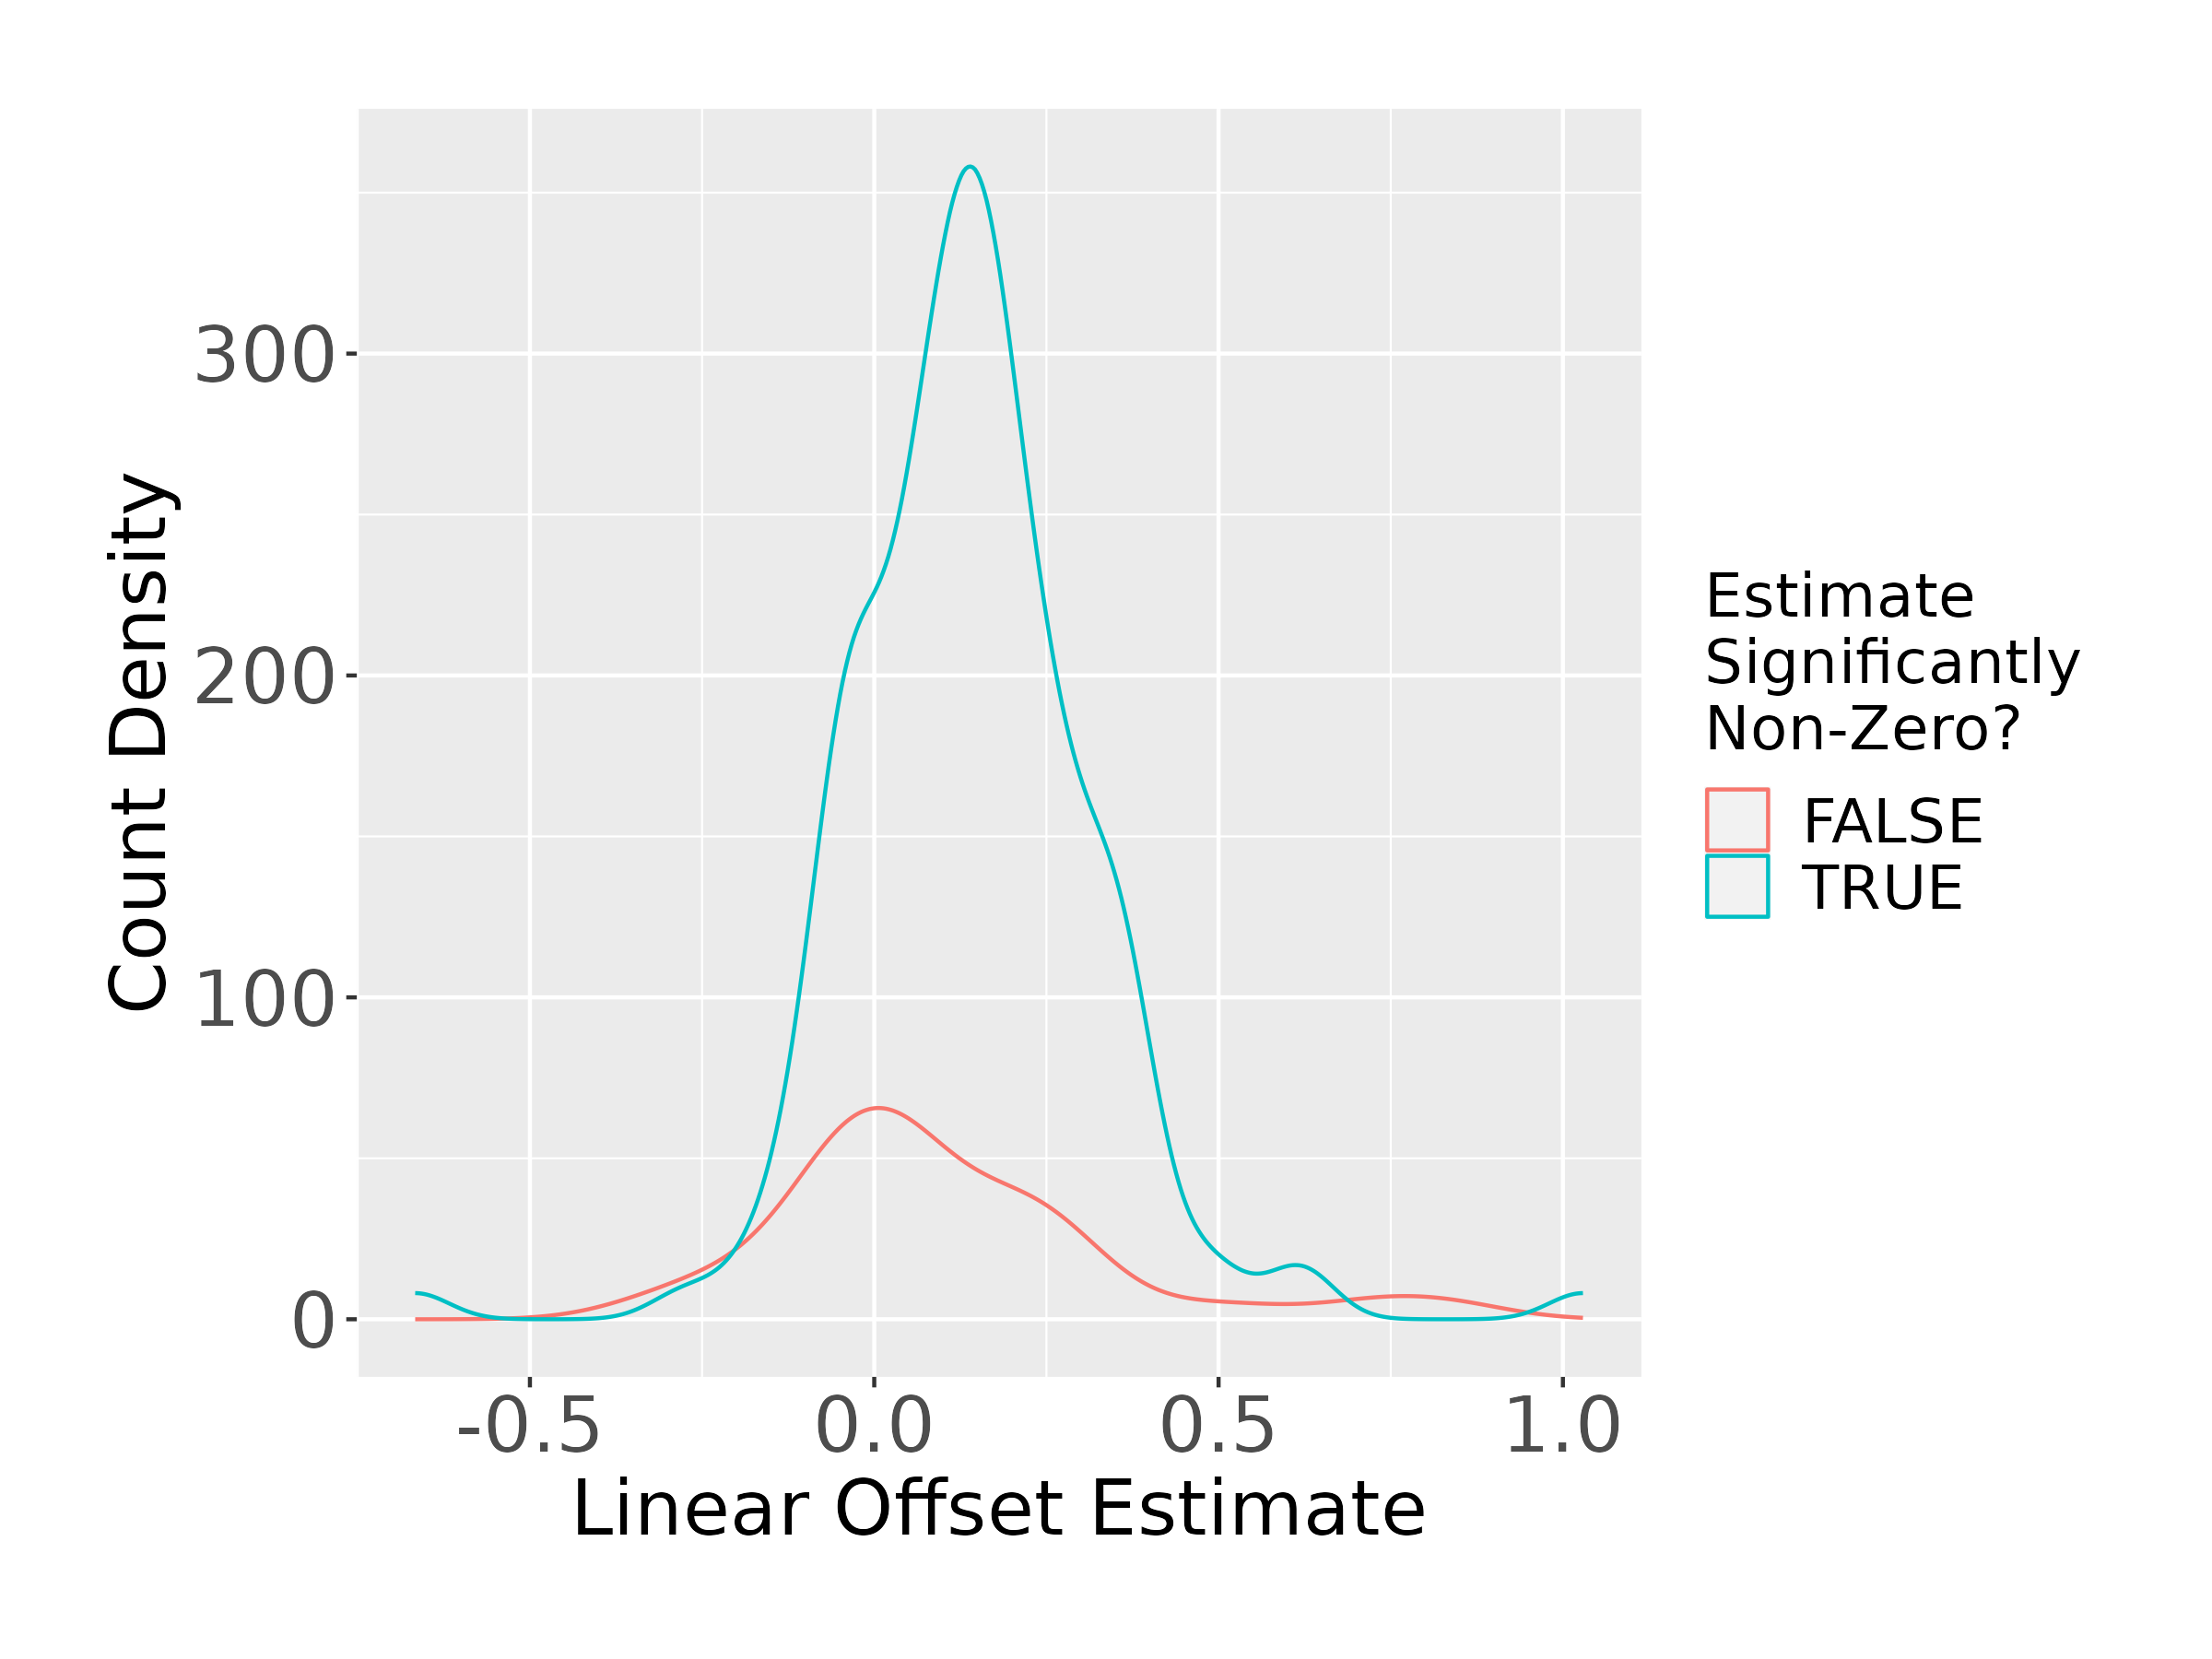 Count Density
300
200
100
0
-0.5 0.0 0.5 1.0
Linear Offset Estimate
Estimate
Significantly
Non-Zero?
FALSE
TRUE